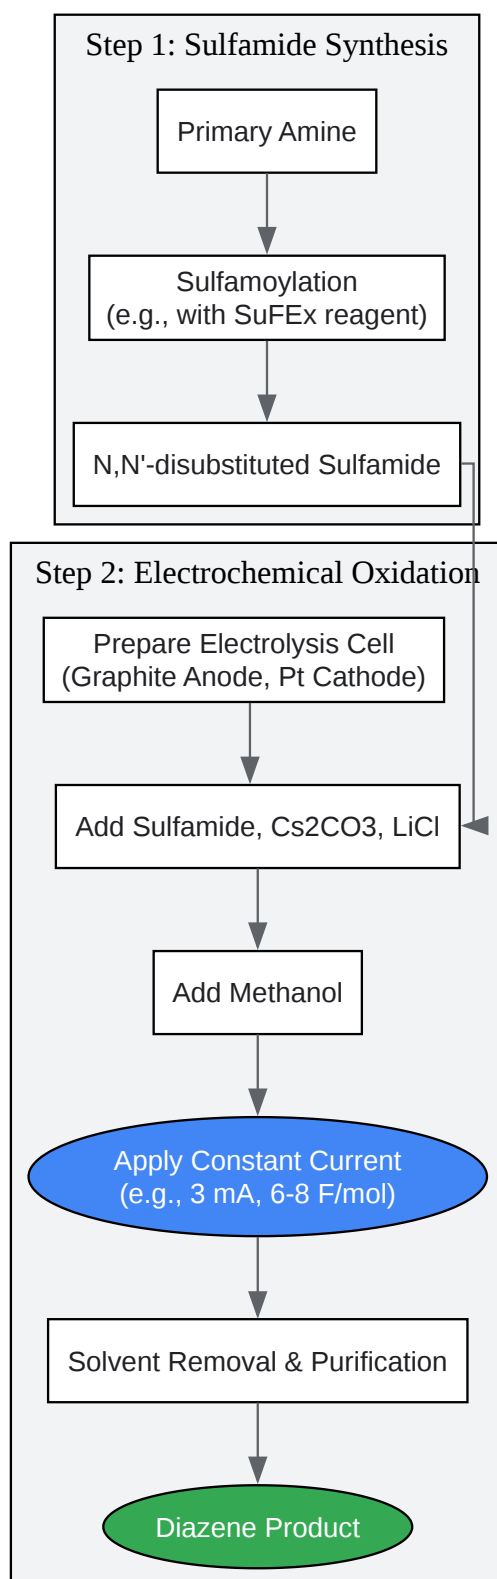 Step 1: Sulfamide Synthesis
Primary Amine
Sulfamoylation
(e.g., with SuFEx reagent)
N,N'-disubstituted Sulfamide
Step 2: Electrochemical Oxidation
Prepare Electrolysis Cell
(Graphite Anode, Pt Cathode)
Add Sulfamide, Cs2CO3, LiCl
Add Methanol
Apply Constant Current
(e.g., 3 mA, 6-8 F/mol)
Solvent Removal & Purification
Diazene Product